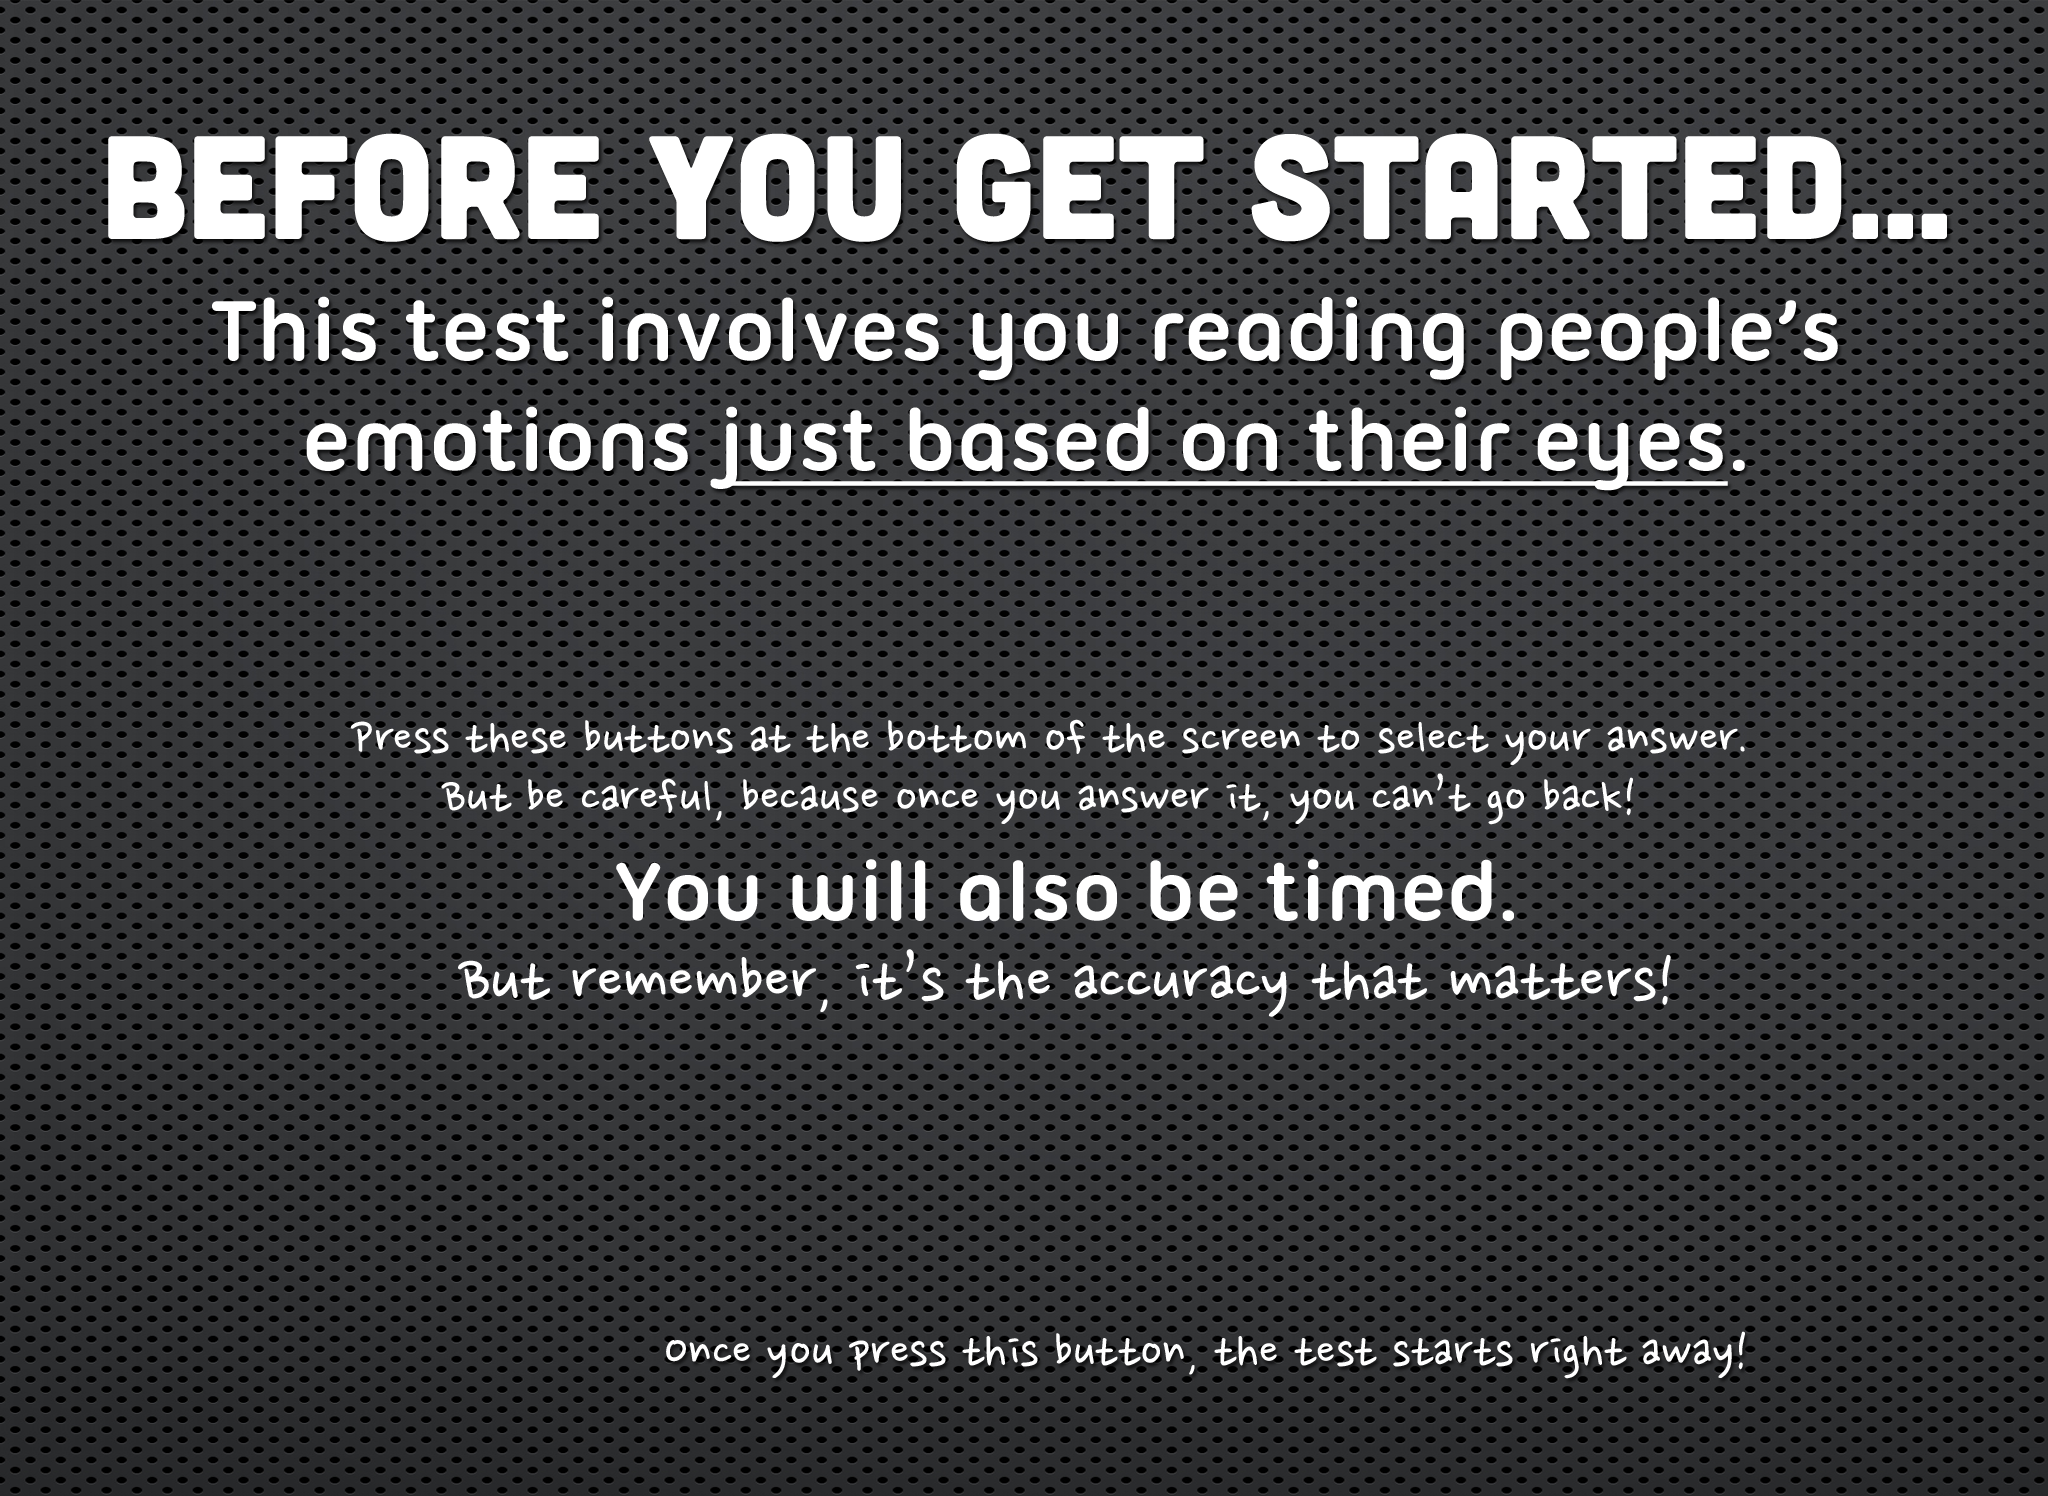 BEFORE YOU GET STARTED...
This test involves you reading people's
emotions just based on their eyes.
Press these buttons at the bottom of the screen to select your answer.
But be careful, because once you answer it, you can't go back!
You will also be timed.
But remember, it's the accuracy that matters!
Once you press this button, the test starts right away!